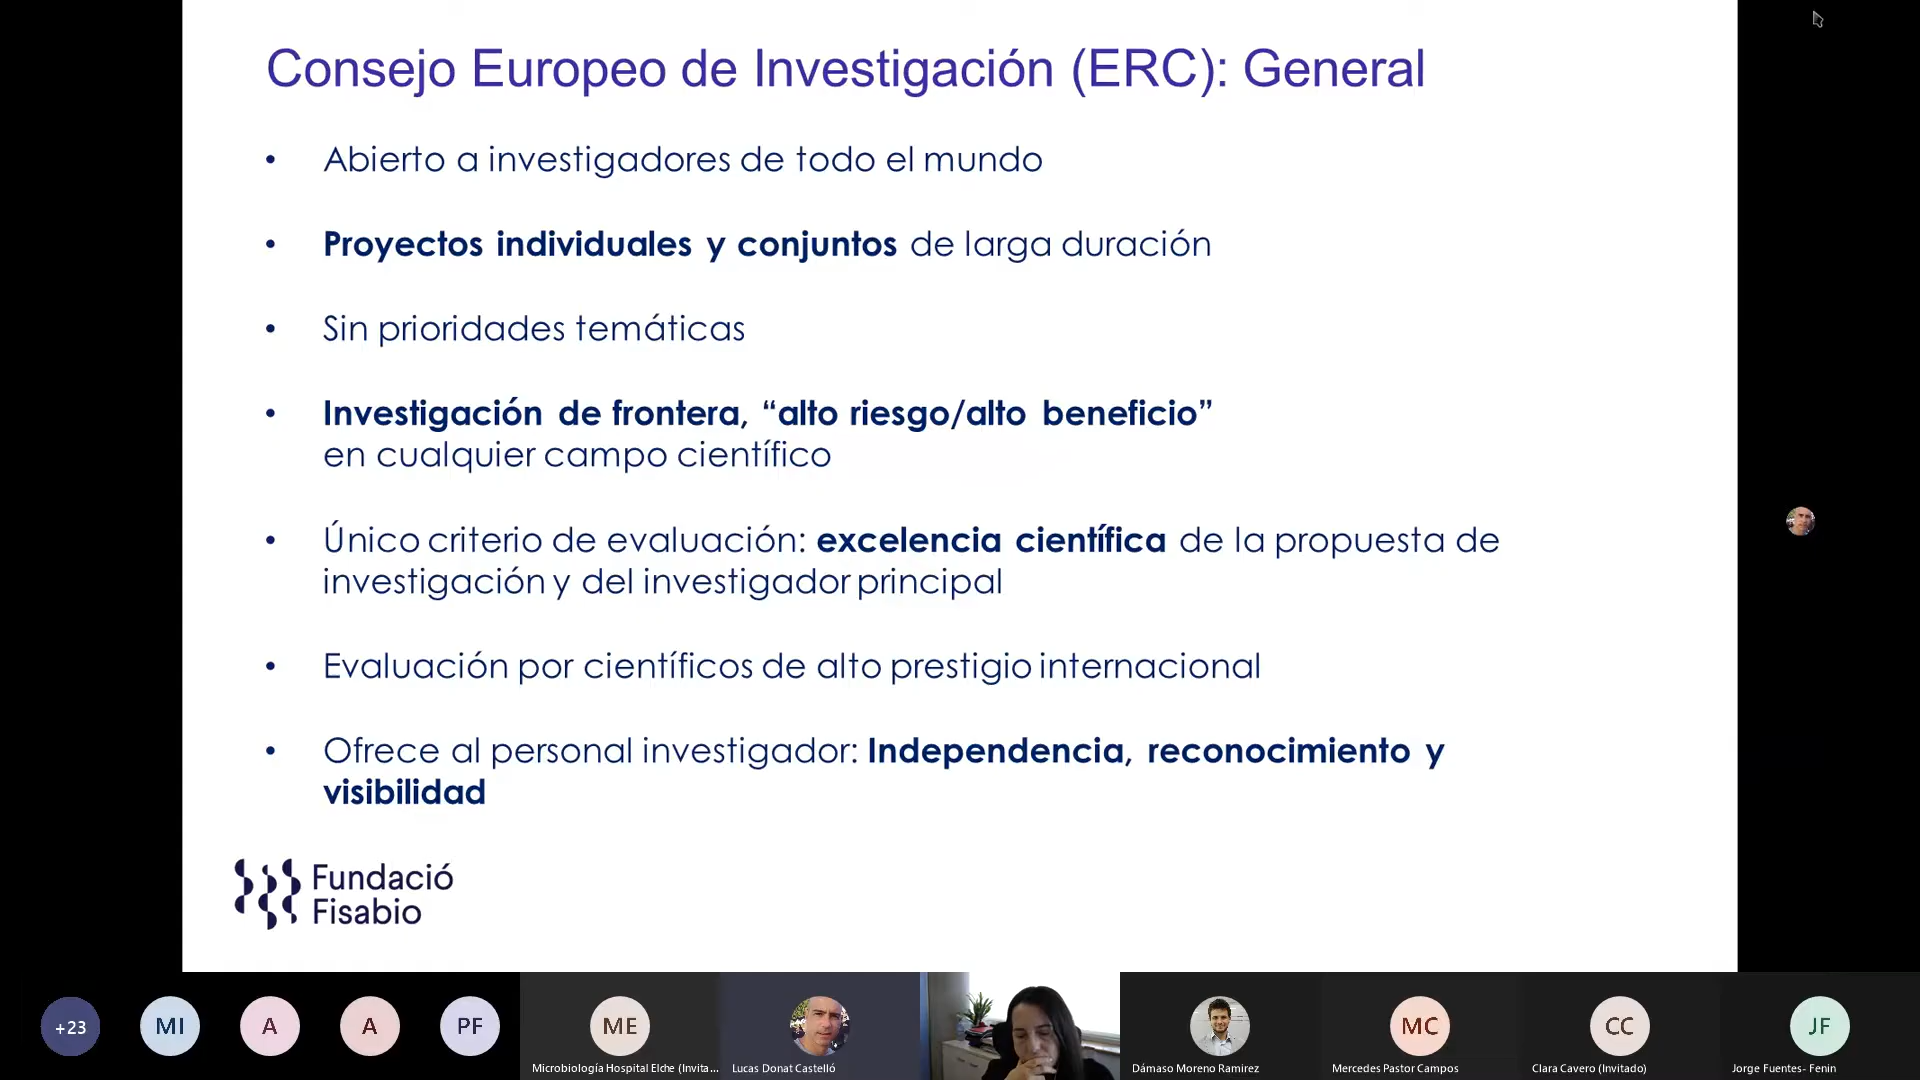 Consejo Europeo de Investigación (ERC): General
• Abierto a investigadores de todo el mundo
• Proyectos individuales y conjuntos de larga duración
• Sin prioridades temáticas
• Investigación de frontera, “alto riesgo/alto beneficio”
en cualquier campo científico
• Único criterio de evaluación: excelencia científica de la propuesta de
investigación y del investigador principal
• Evaluación por científicos de alto prestigio internacional
• Ofrece al personal investigador: Independencia, reconocimiento y
visibilidad
Fundació
Fisabio
+23
MI
A
A
PF
ME
MC
CC
JF
Microbiología Hospital Elche (Invita...
Lucas Donat Castelló
Dámaso Moreno Ramirez
Mercedes Pastor Campos
Clara Cavero (Invitado)
Jorge Fuentes- Fenin